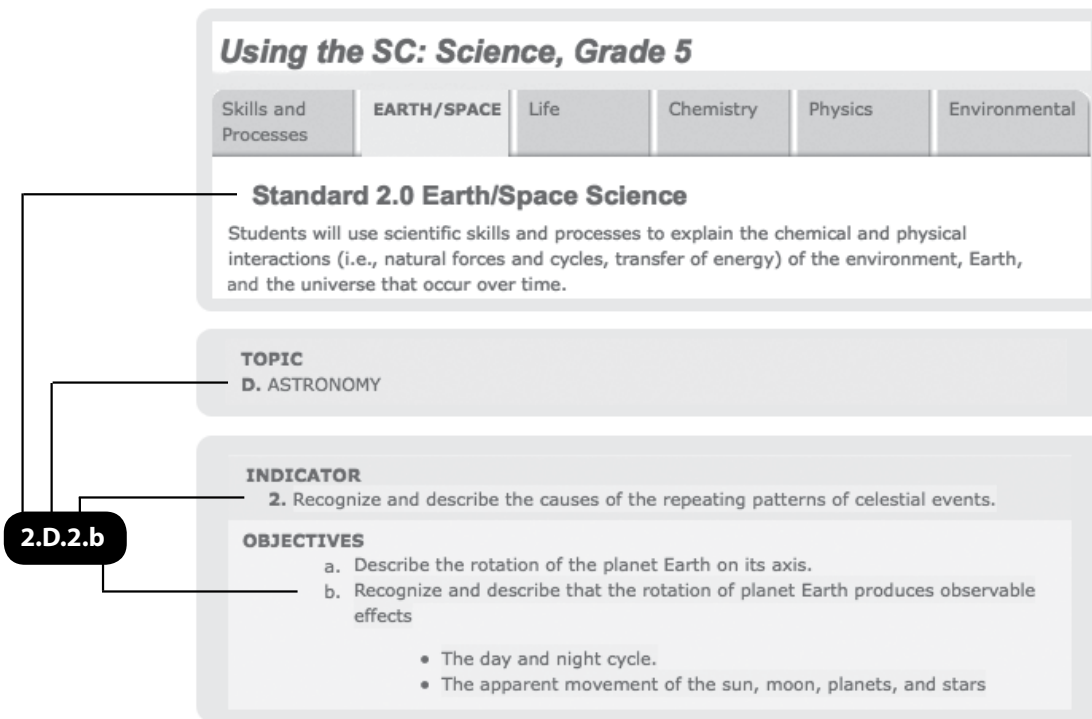 Using the SC: Science, Grade 5
Skills and
Processes
EARTH/SPACE
Life
Chemistry
Physics
Environmental
Standard 2.0 Earth/Space Science
Students will use scientific skills and processes to explain the chemical and physical
interactions (i.e., natural forces and cycles, transfer of energy) of the environment, Earth,
and the universe that occur over time.
TOPIC
D. ASTRONOMY
INDICATOR
2. Recognize and describe the causes of the repeating patterns of celestial events.
2.D.2.b
OBJECTIVES
a. Describe the rotation of the planet Earth on its axis.
b. Recognize and describe that the rotation of planet Earth produces observable
effects
• The day and night cycle.
• The apparent movement of the sun, moon, planets, and stars